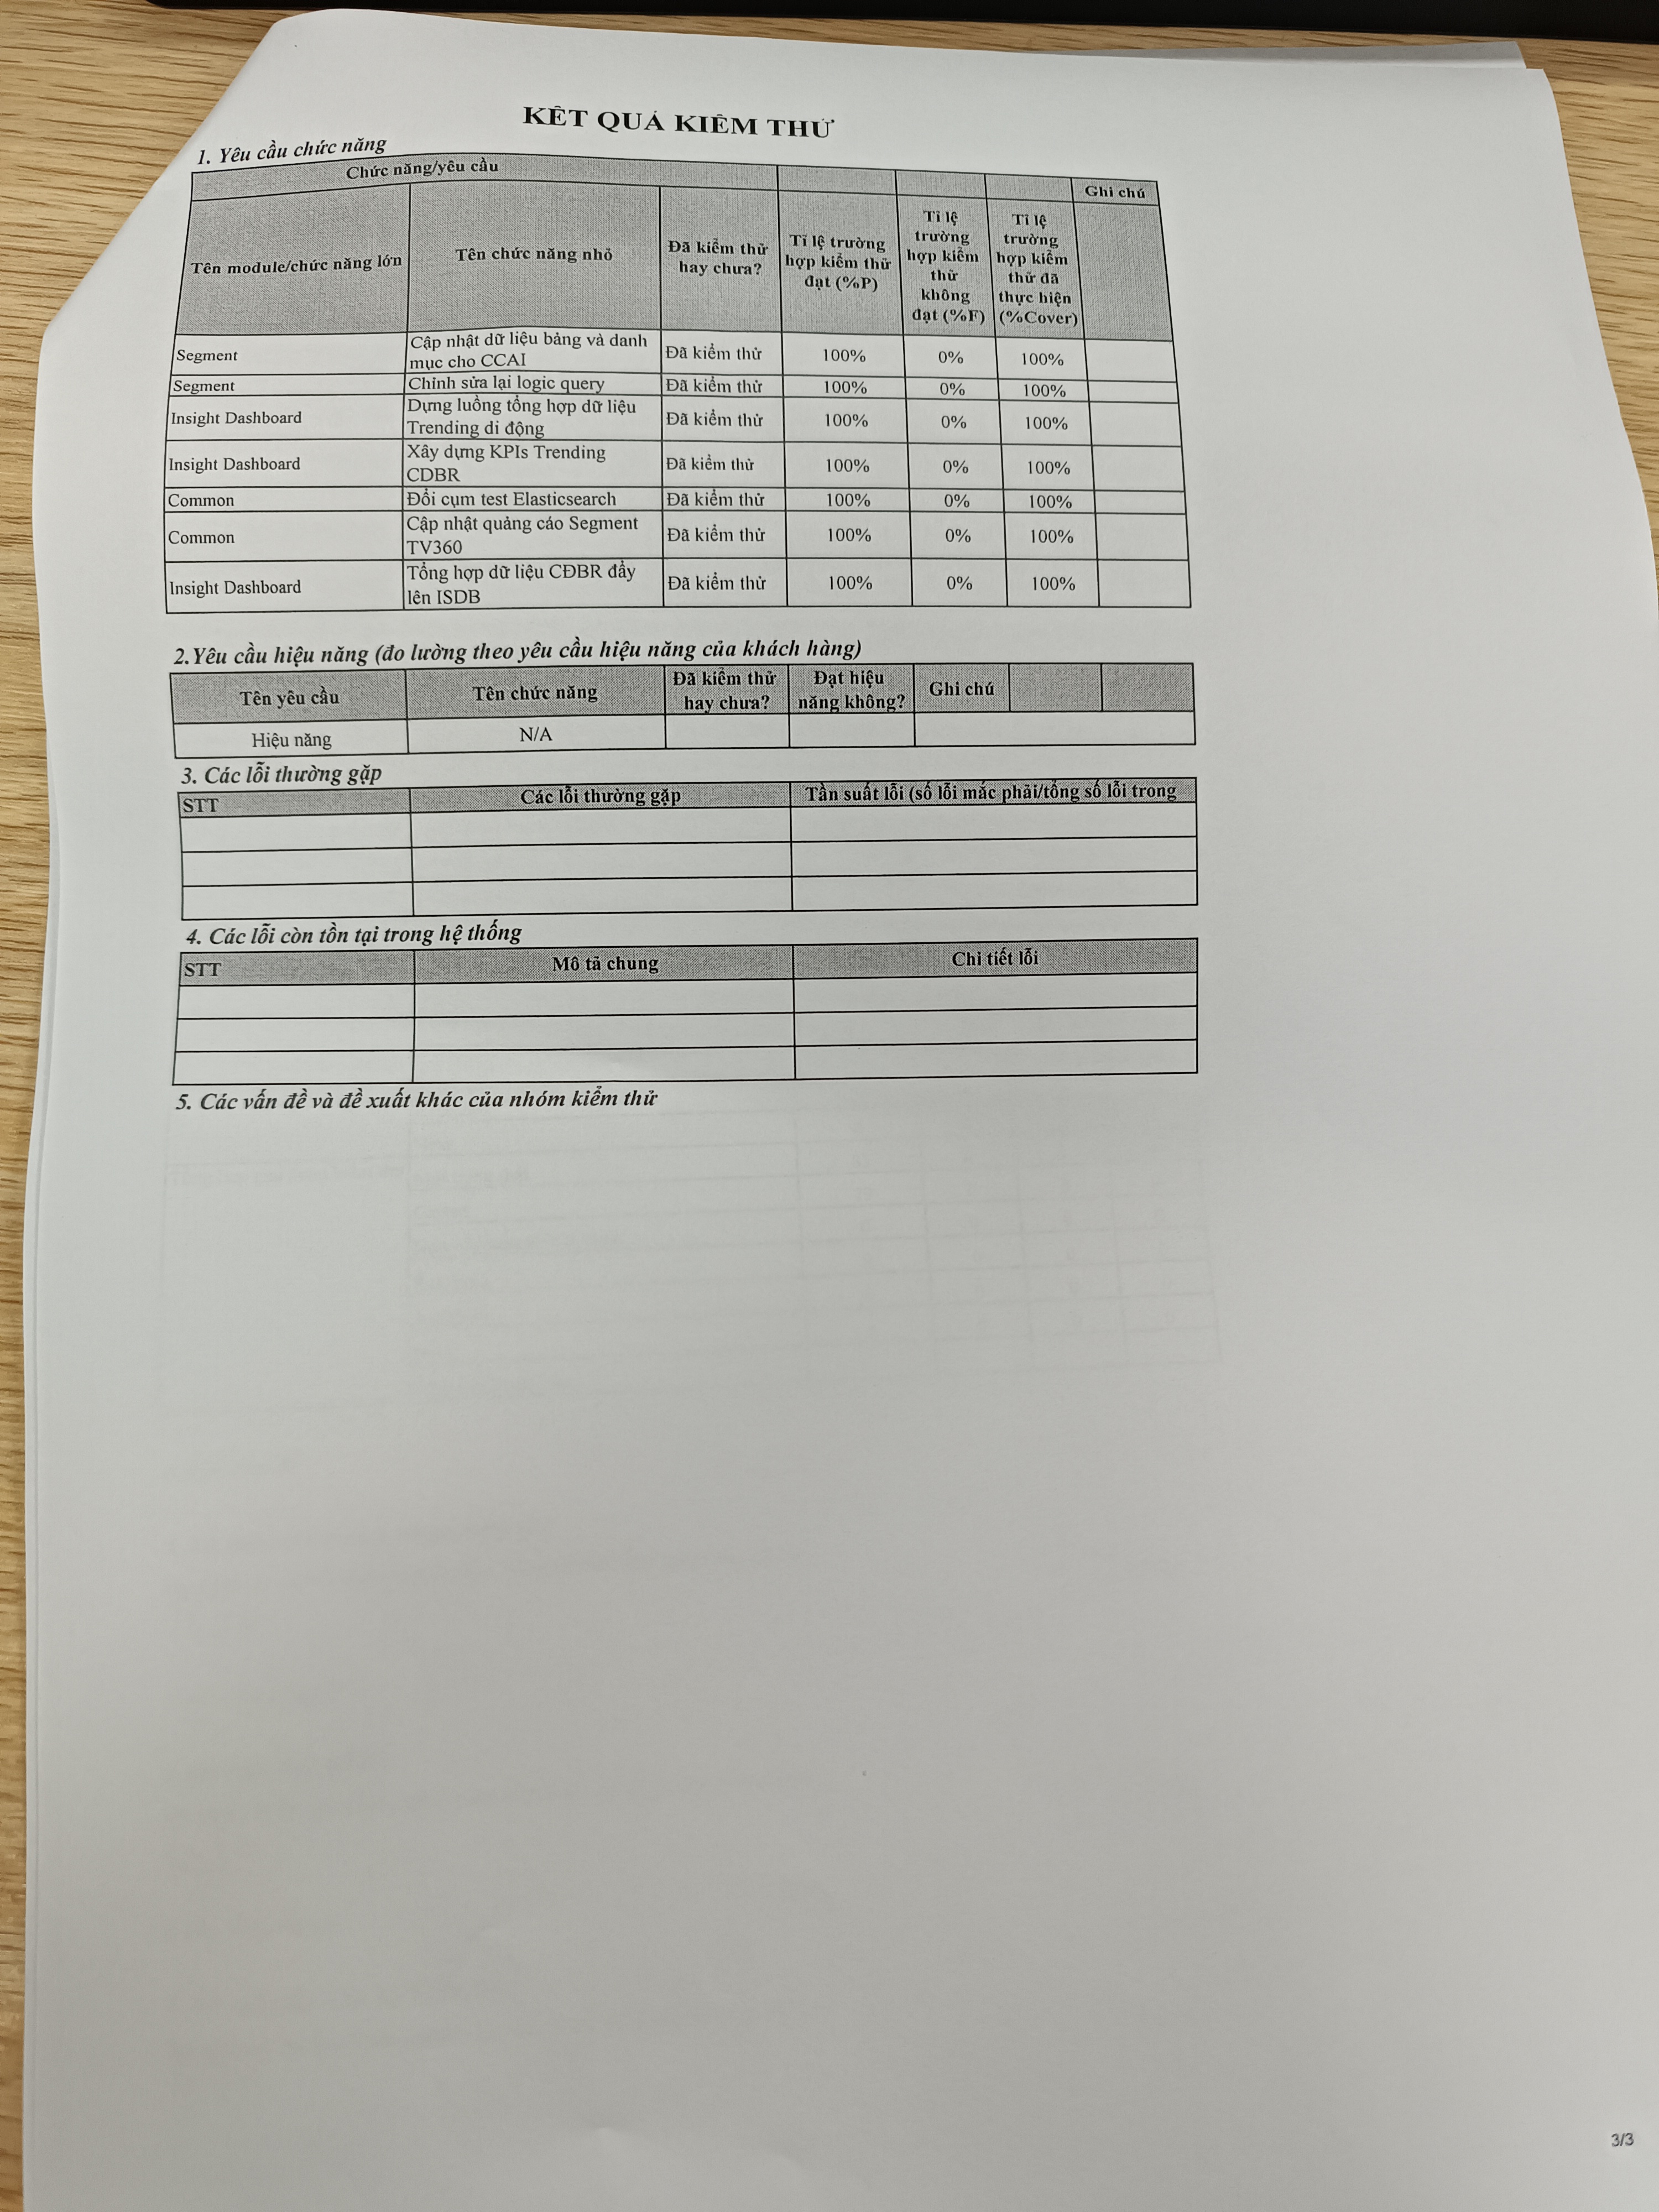 KẾT QUẢ KIỂM THỬ
1. Yêu cầu chức năng
Chức năng/yêu cầu
Ghi chú
Tên module/chức năng lớn
Tên chức năng nhỏ
Đã kiểm thử
hay chưa?
Tỉ lệ trường
hợp kiểm thử
đạt (%P)
Tỉ lệ
trường
hợp kiểm
thử
không
đạt (%F)
Tỉ lệ
trường
hợp kiểm
thử đã
thực hiện
(%Cover)
Segment
Cập nhật dữ liệu bảng và danh
mục cho CCAI
Đã kiểm thử
100%
0%
100%
Segment
Chỉnh sửa lại logic query
Đã kiểm thử
100%
0%
100%
Insight Dashboard
Dựng luồng tổng hợp dữ liệu
Trending di động
Đã kiểm thử
100%
0%
100%
Insight Dashboard
Xây dựng KPIs Trending
CDBR
Đã kiểm thử
100%
0%
100%
Common
Đổi cụm test Elasticsearch
Đã kiểm thử
100%
0%
100%
Common
Cập nhật quảng cáo Segment
TV360
Đã kiểm thử
100%
0%
100%
Insight Dashboard
Tổng hợp dữ liệu CĐBR đẩy
lên ISDB
Đã kiểm thử
100%
0%
100%
2.Yêu cầu hiệu năng (đo lường theo yêu cầu hiệu năng của khách hàng)
Tên yêu cầu
Tên chức năng
Đã kiểm thử
hay chưa?
Đạt hiệu
năng không?
Ghi chú
Hiệu năng
N/A
3. Các lỗi thường gặp
STT
Các lỗi thường gặp
Tần suất lỗi (số lỗi mắc phải/tổng số lỗi trong
4. Các lỗi còn tồn tại trong hệ thống
STT
Mô tả chung
Chi tiết lỗi
5. Các vấn đề và đề xuất khác của nhóm kiểm thử
3/3